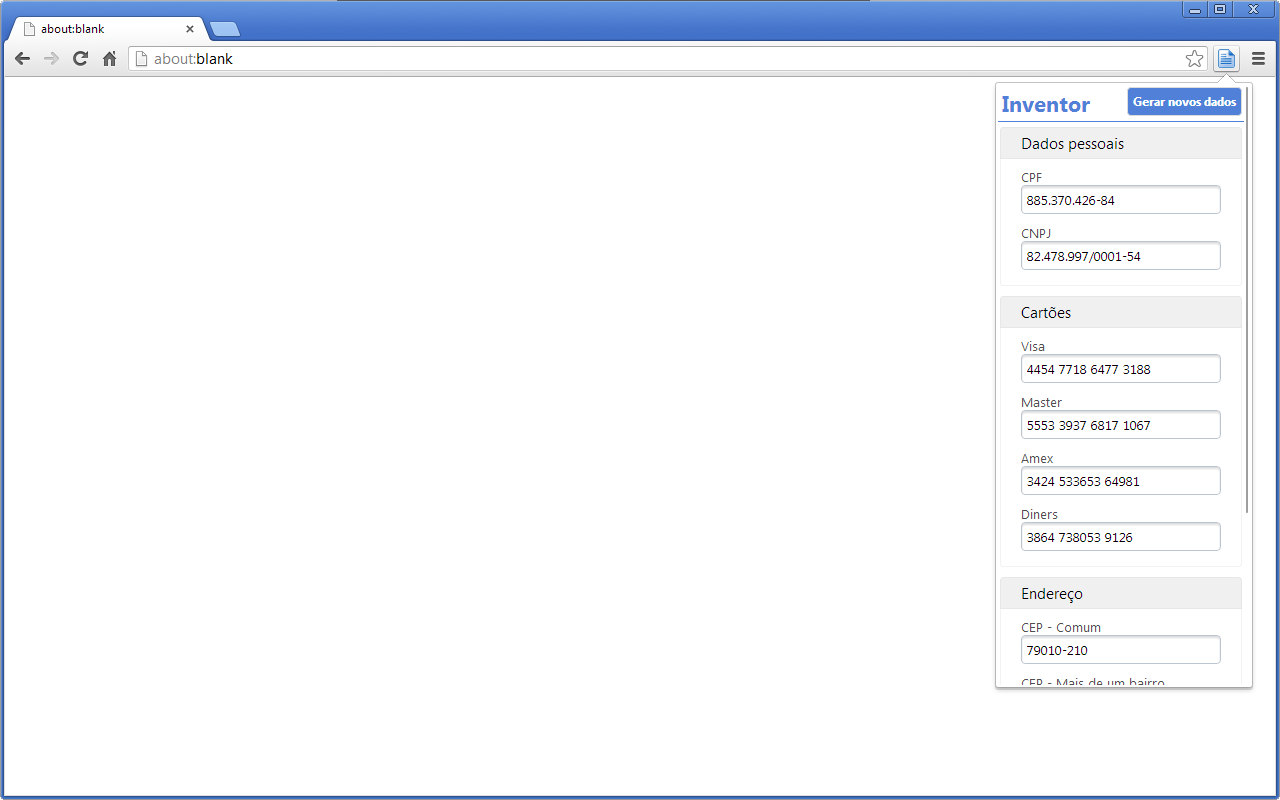 about:blank
about:blank
Inventor
Gerar novos dados
Dados pessoais
CPF
885.370.426-84
CNPJ
82.478.997/0001-54
Cartões
Visa
4454 7718 6477 3188
Master
5553 3937 6817 1067
Amex
3424 533653 64981
Diners
3864 738053 9126
Endereço
CEP - Comum
79010-210
CEP - Mais de um bairro